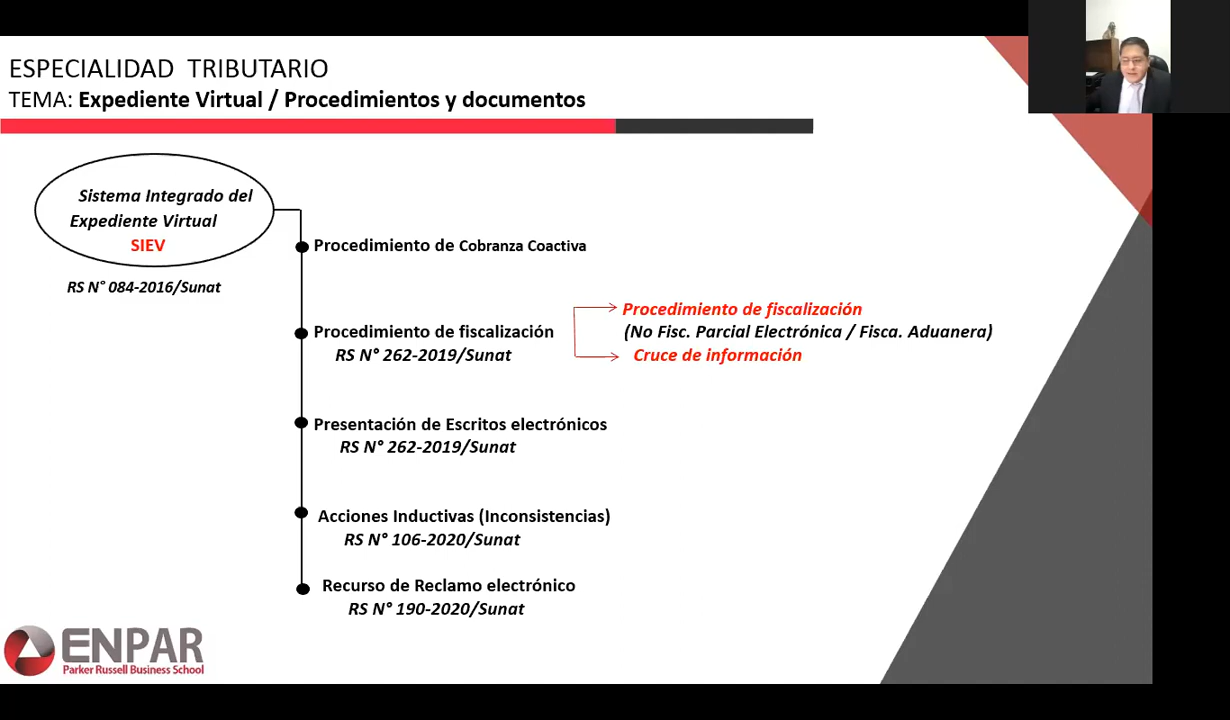 ESPECIALIDAD TRIBUTARIO
TEMA: Expediente Virtual / Procedimientos y documentos
Sistema Integrado del
Expediente Virtual
SIEV
RS N° 084-2016/Sunat
Procedimiento de Cobranza Coactiva
Procedimiento de fiscalización
RS N° 262-2019/Sunat
Procedimiento de fiscalización
(No Fisc. Parcial Electrónica / Fisca. Aduanera)
Cruce de información
Presentación de Escritos electrónicos
RS N° 262-2019/Sunat
Acciones Inductivas (Inconsistencias)
RS N° 106-2020/Sunat
Recurso de Reclamo electrónico
RS N° 190-2020/Sunat
ENPAR
Parker Russell Business School